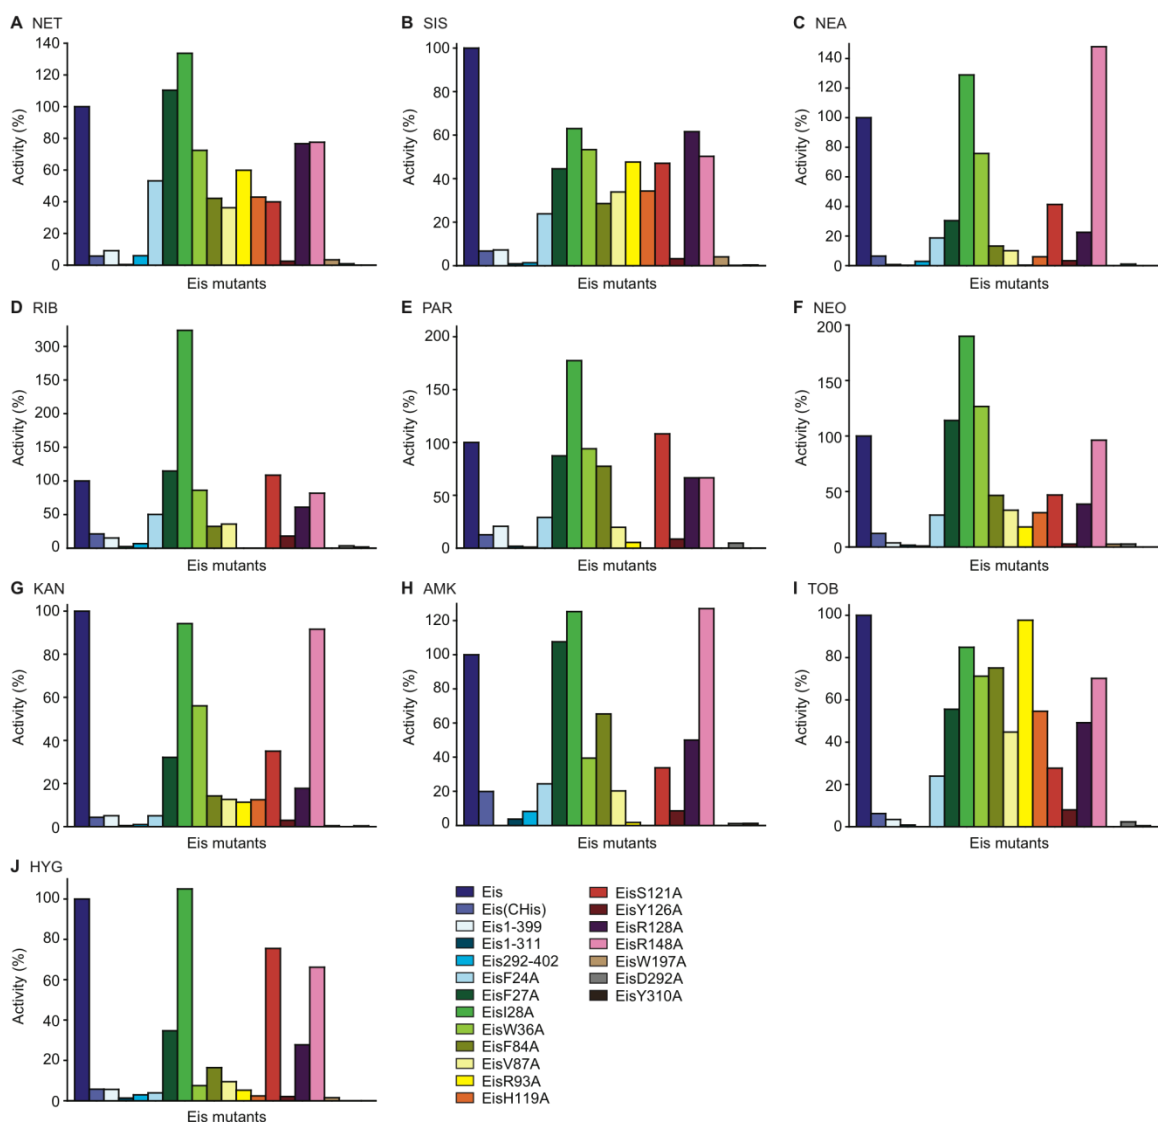 A NET
Activity (%)
140
120
100
80
60
40
20
0
Eis mutants
B SIS
Activity (%)
100
80
60
40
20
0
Eis mutants
C NEA
Activity (%)
140
120
100
80
60
40
20
0
Eis mutants
D RIB
Activity (%)
300
150
200
150
100
50
0
Eis mutants
E PAR
Activity (%)
200
150
100
50
0
Eis mutants
F NEO
Activity (%)
200
150
100
50
0
Eis mutants
G KAN
Activity (%)
100
80
60
40
20
0
Eis mutants
H AMK
Activity (%)
120
100
80
60
40
20
0
Eis mutants
I TOB
Activity (%)
100
80
60
40
20
0
Eis mutants
J HYG
Activity (%)
100
80
60
40
20
0
Eis mutants
Eis
Eis(CHis)
Eis1-399
Eis1-311
Eis292-402
EisF24A
EisF27A
EisI28A
EisW36A
EisF84A
EisV87A
EisR93A
EisH119A
EisS121A
EisY126A
EisR128A
EisR148A
EisW197A
EisD292A
EisY310A